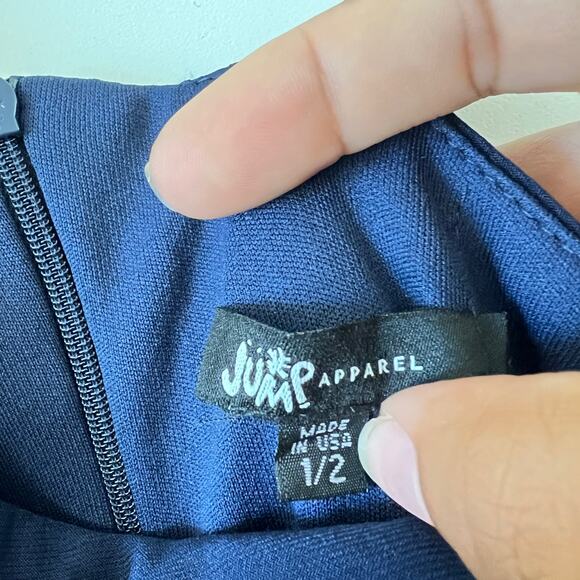 JUMP APPAREL
MADE
IN USA
1/2